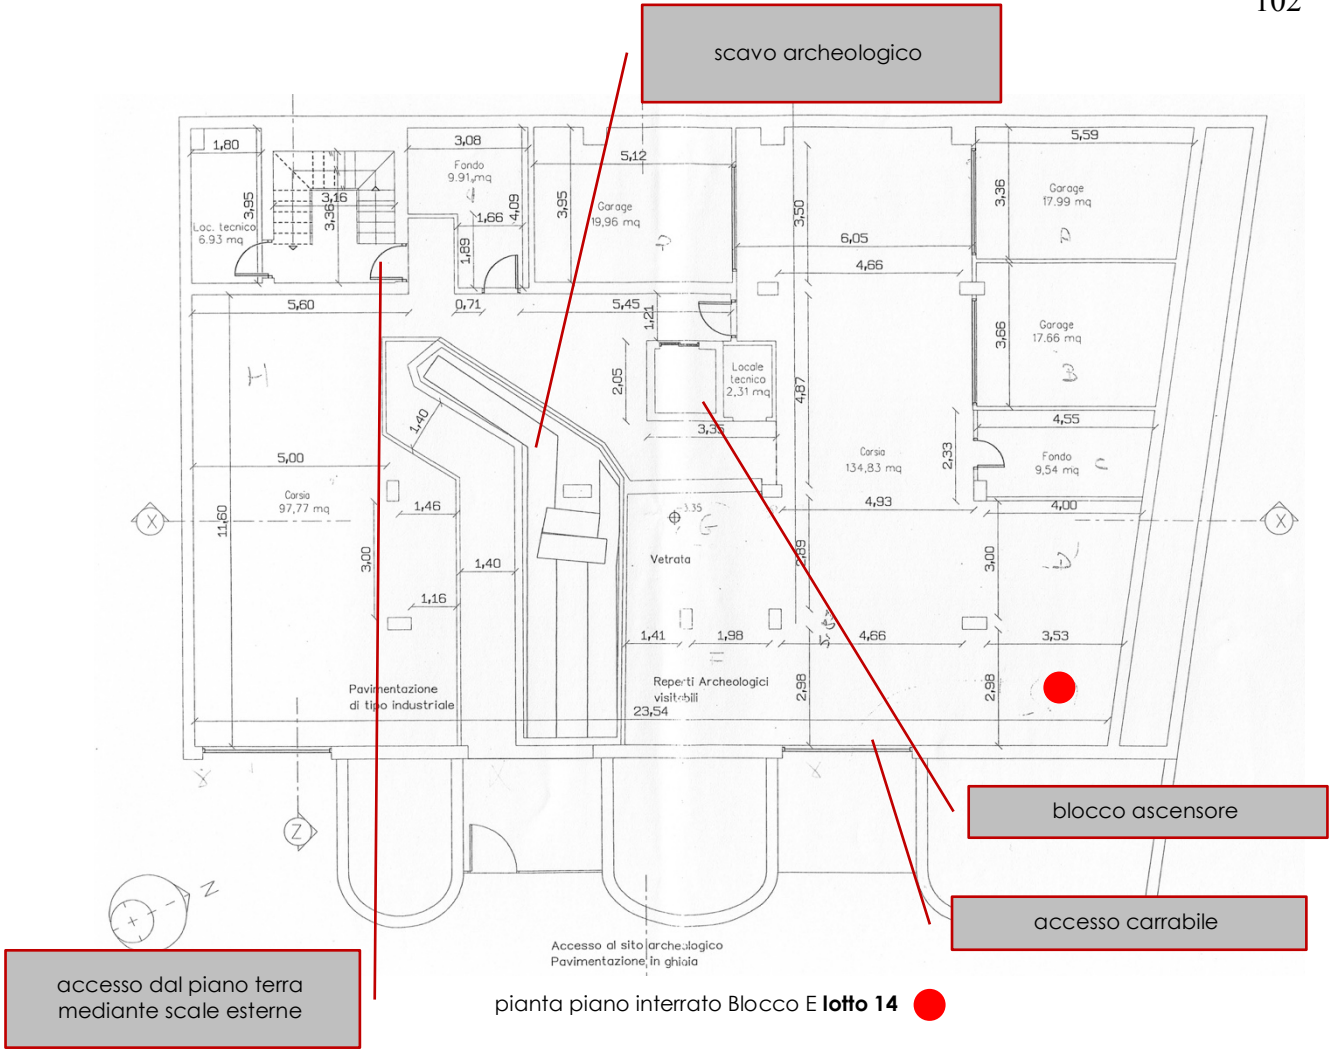 102
scavo archeologico
1,80
3,08
5,12
5,59
Fondo
9.91 mq
3,95
3,16
3,36
4,09
1,66
3,95
Garage
19,96 mq
3,50
3,36
Garage
17.99 mq
D
Loc. tecnico
6.93 mq
1,89
6,05
4,66
5,60
0,71
5,45
1,21
Garage
17.66 mq
3,66
B
H
2,05
Locale
tecnico
2,31 mq
4,87
1,40
3,35
4,55
5,00
Corsia
134,83 mq
2,33
Fondo
9,54 mq
C
Corsia
97,77 mq
1,46
4,93
4,00
X
X
11,60
-3.35
G
3,00
1,40
Vetrata
2,89
3,00
D
1,16
1,41
1,98
4,66
3,53
Pavimentazione
di tipo industriale
Reperti Archeologici
visitabili
2,98
2,98
23,54
Z
N
blocco ascensore
accesso carrabile
Accesso al sito archeologico
Pavimentazione in ghiaia
accesso dal piano terra
mediante scale esterne
pianta piano interrato Blocco E lotto 14